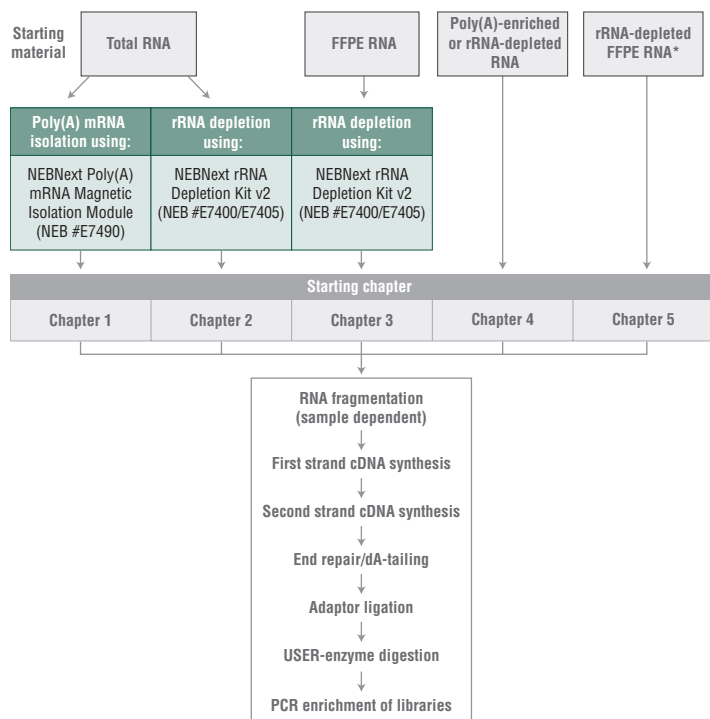 Starting
material
Total RNA
FFPE RNA
Poly(A)-enriched
or rRNA-depleted
RNA
rRNA-depleted
FFPE RNA*
Poly(A) mRNA
isolation using:
rRNA depletion
using:
rRNA depletion
using:
NEBNext Poly(A)
mRNA Magnetic
Isolation Module
(NEB #E7490)
NEBNext rRNA
Depletion Kit v2
(NEB #E7400/E7405)
NEBNext rRNA
Depletion Kit v2
(NEB #E7400/E7405)
Starting chapter
Chapter 1
Chapter 2
Chapter 3
Chapter 4
Chapter 5
RNA fragmentation
(sample dependent)
First strand cDNA synthesis
Second strand cDNA synthesis
End repair/dA-tailing
Adaptor ligation
USER-enzyme digestion
PCR enrichment of libraries